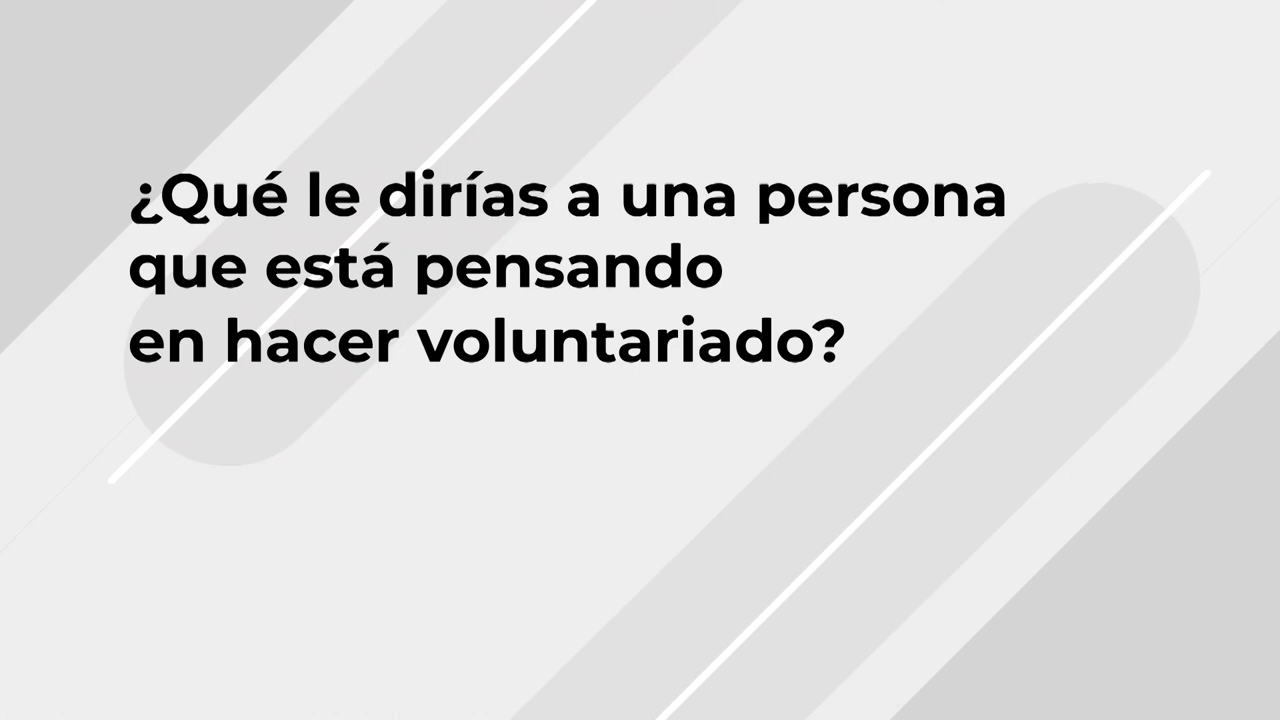 ¿Qué le dirías a una persona
que está pensando
en hacer voluntariado?